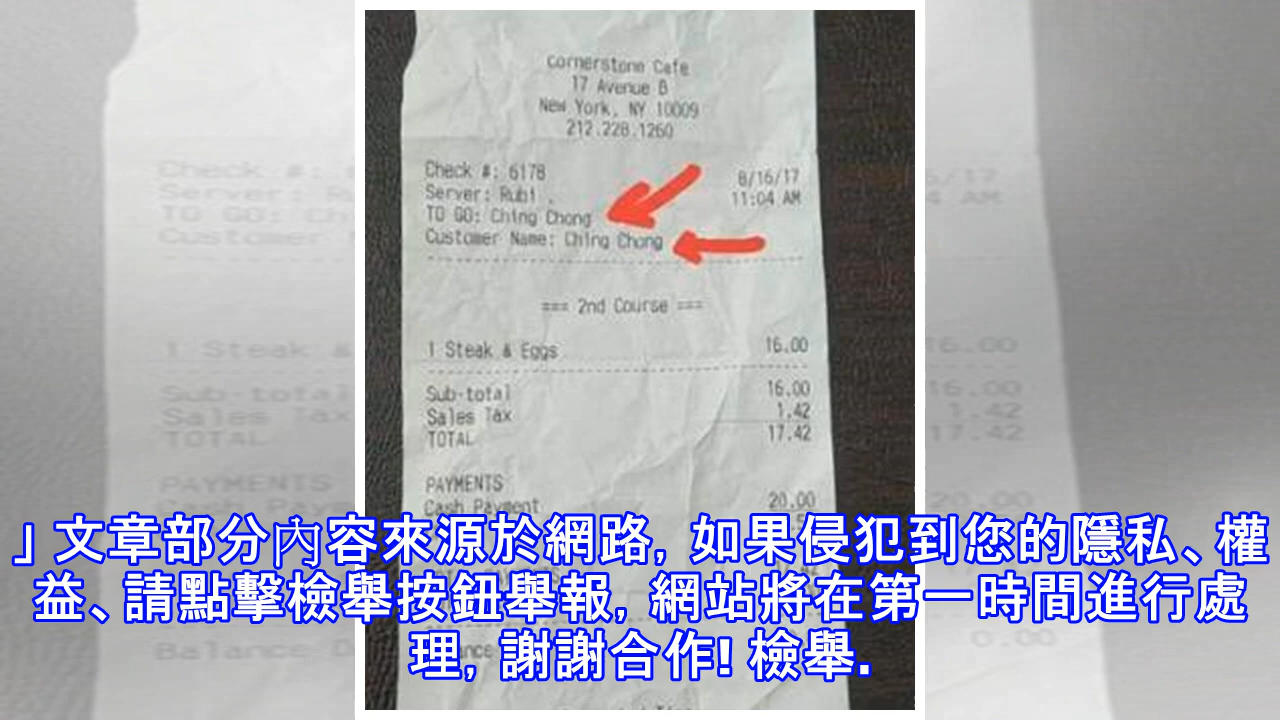 cornerstone Cafe
17 Avenue B
New York, NY 10009
212.228.1260
Check #: 6178 8/16/17
Server: Rubi . 11:04 AM
TO GO: Ching Chong
Customer Name: Ching Chong
=== 2nd Course ===
1 Steak & Eggs 16.00
Sub-total 16.00
Sales Tax 1.42
TOTAL 17.42
PAYMENTS
Cash Payment 20.00
」文章部分內容來源於網路, 如果侵犯到您的隱私、權
益、請點擊檢舉按鈕舉報, 網站將在第一時間進行處
理, 謝謝合作! 檢舉.